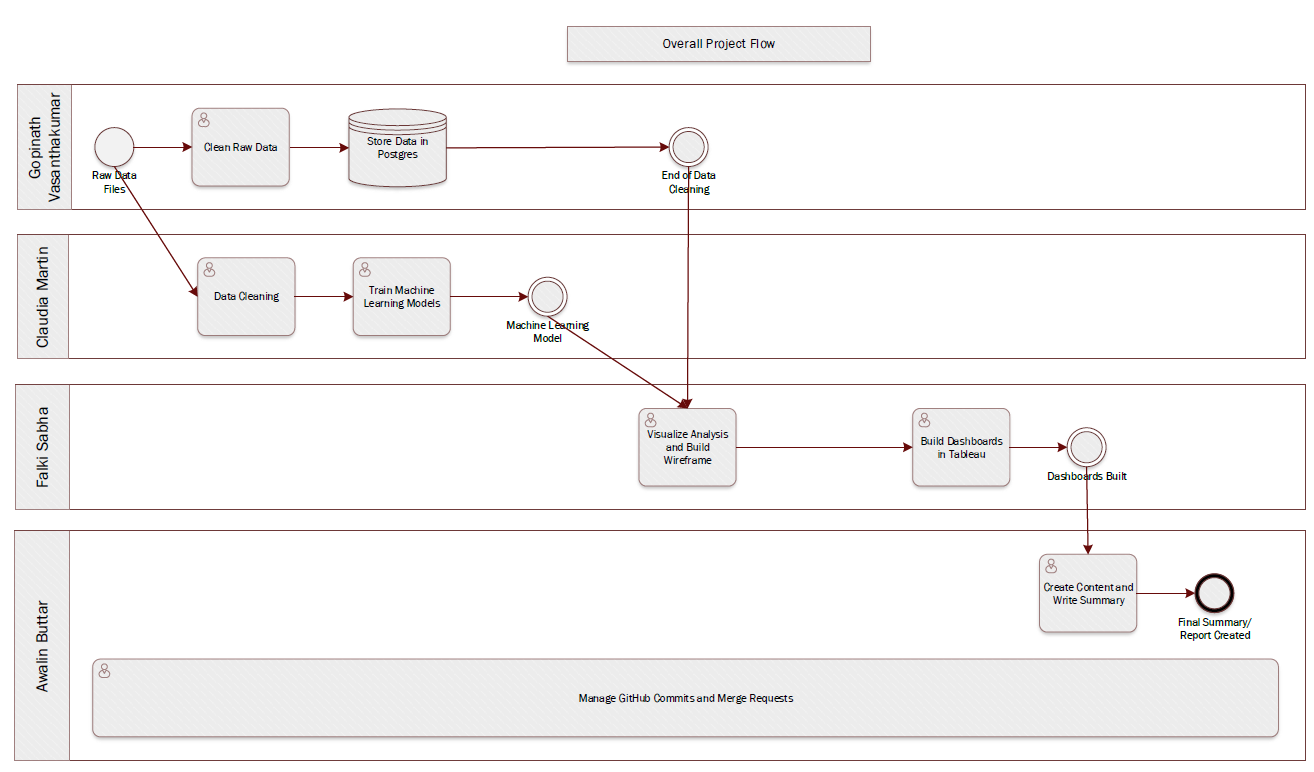 Overall Project Flow
Gopinath
Vasanthakumar
Raw Data
Files
Clean Raw Data
Store Data in
Postgres
End of Data
Cleaning
Claudia Martin
Data Cleaning
Train Machine
Learning Models
Machine Learning
Model
Falki Sabha
Visualize Analysis
and Build
Wireframe
Build Dashboards
in Tableau
Dashboards Built
Awalin Buttar
Create Content and
Write Summary
Final Summary/
Report Created
Manage GitHub Commits and Merge Requests